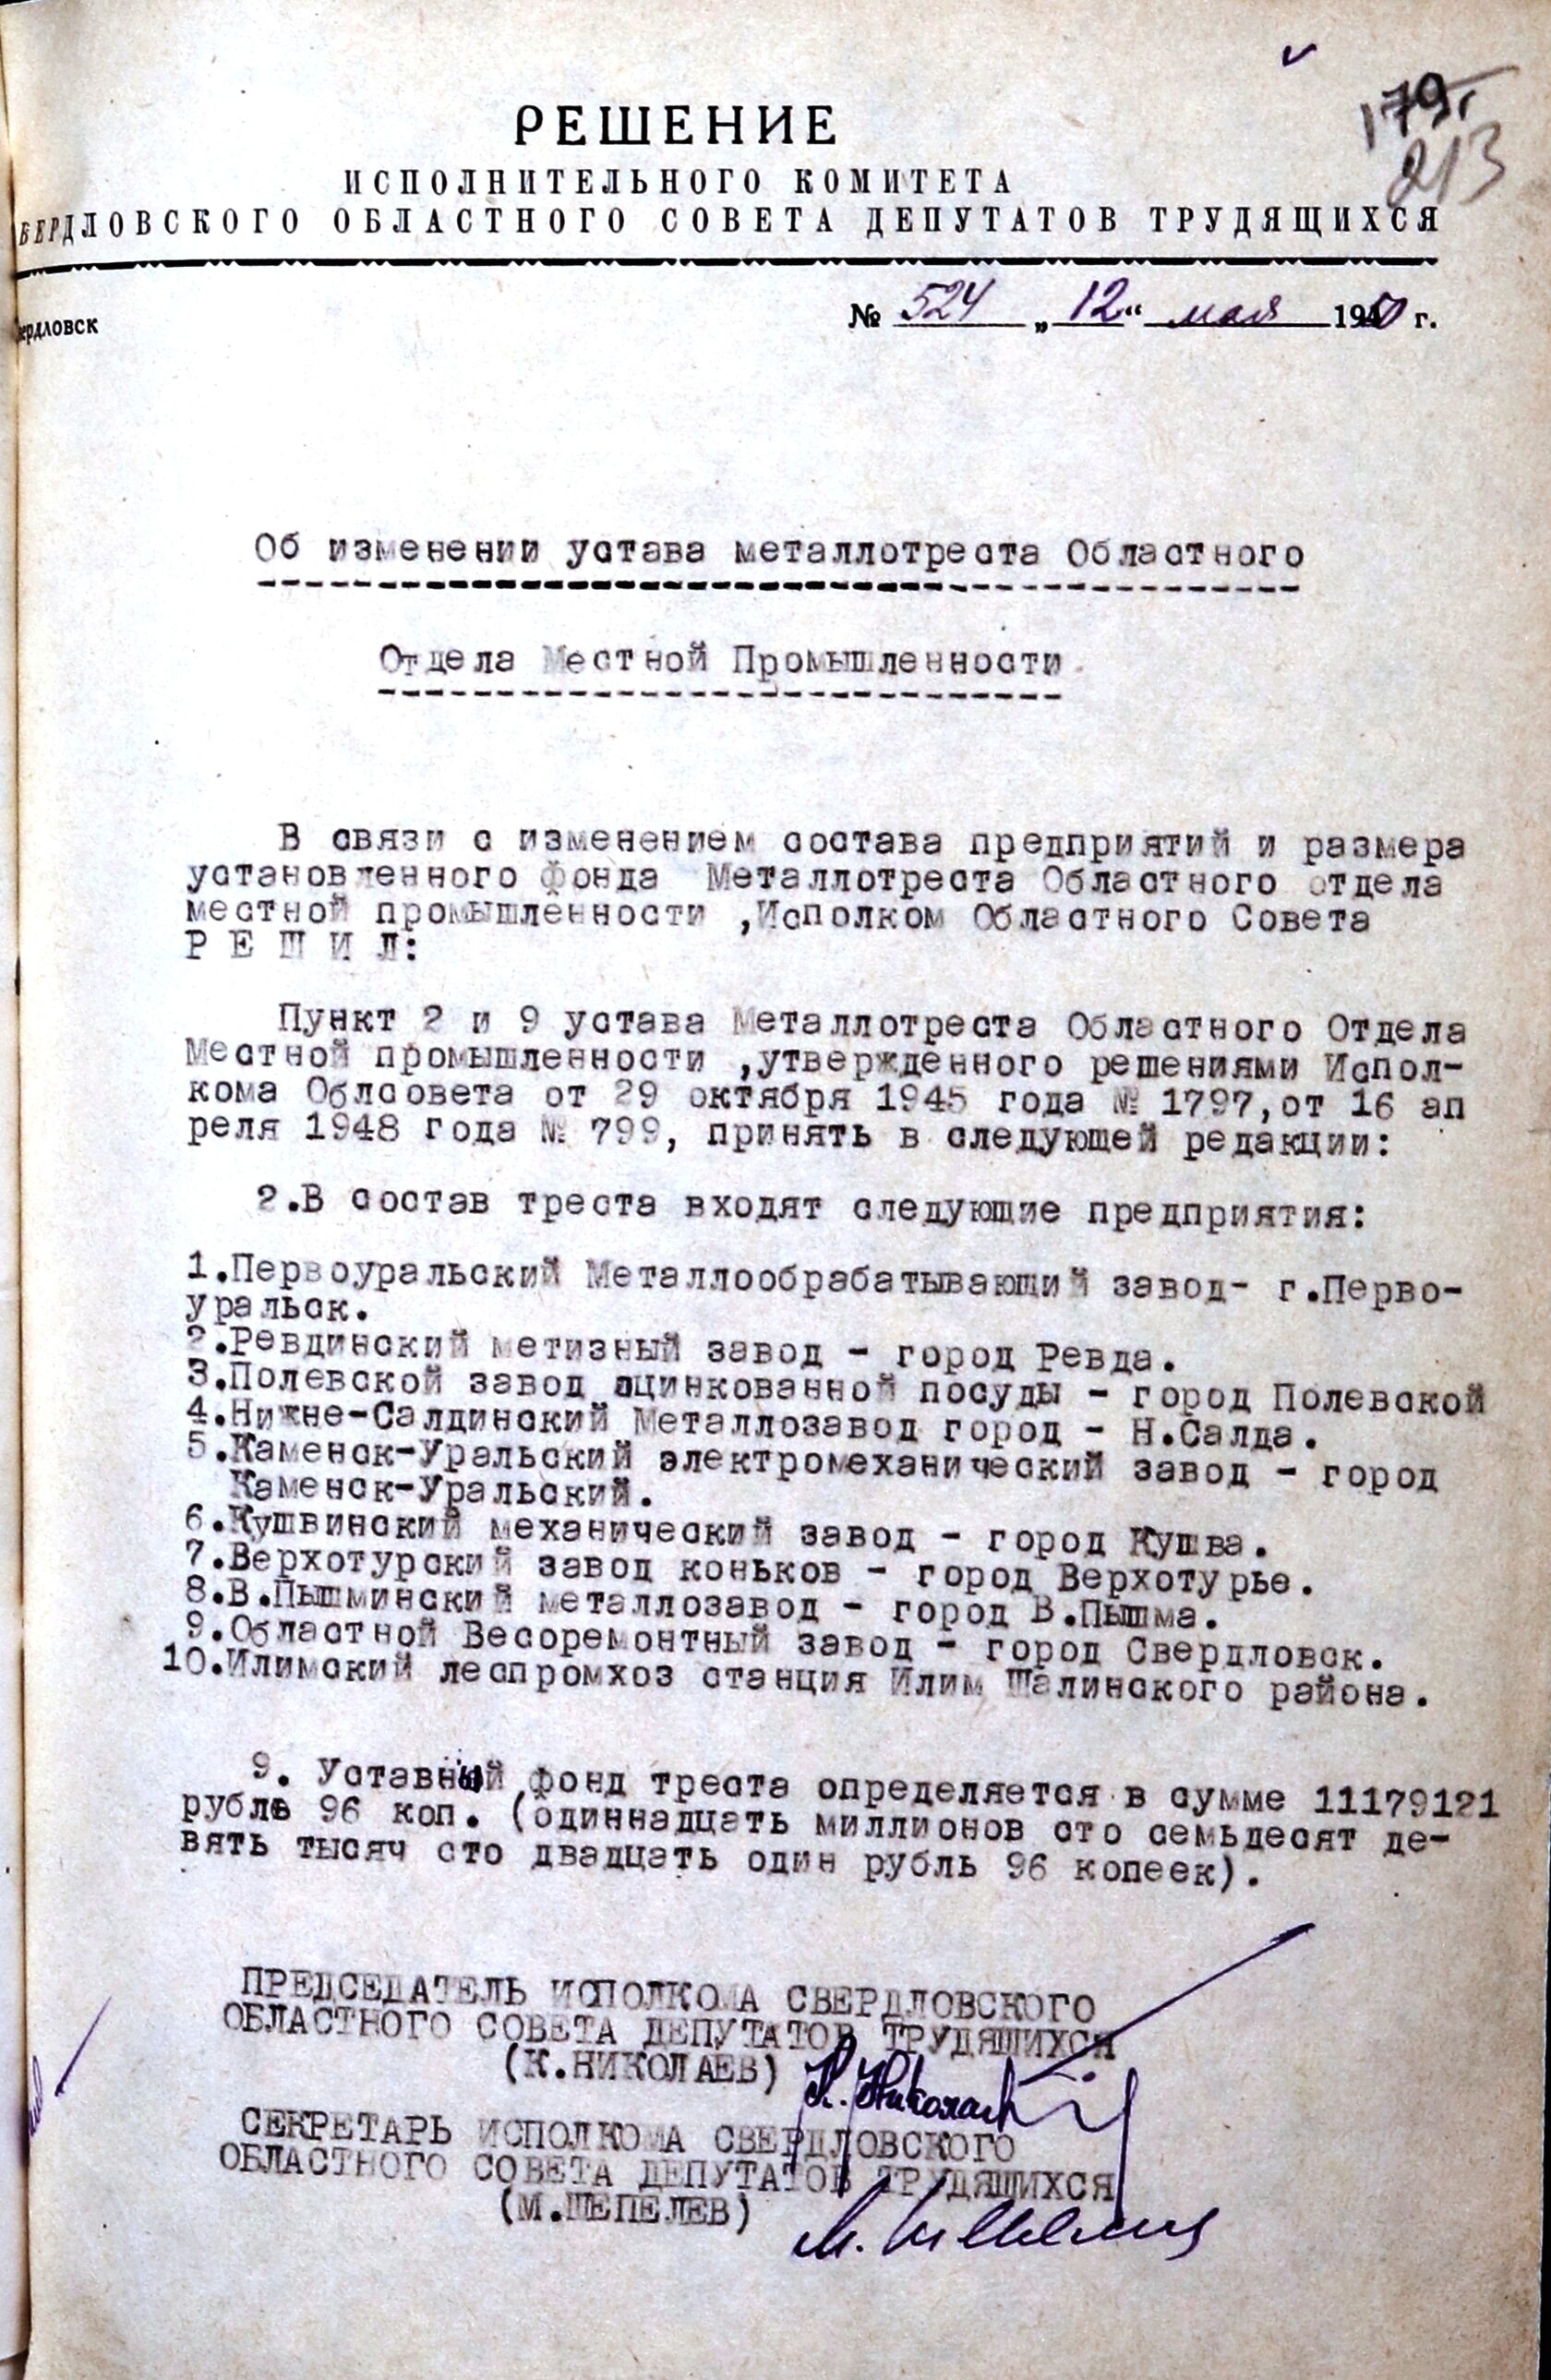 179
213
РЕШЕНИЕ
ИСПОЛНИТЕЛЬНОГО КОМИТЕТА
ВЕРДЛОВСКОГО ОБЛАСТНОГО СОВЕТА ДЕПУТАТОВ ТРУДЯЩИХСЯ
ердловск
№ 524 „12“ мая 1950 г.
Об изменении устава металлотреста Областного
Отдела Местной Промышленности.
В связи с изменением состава предприятий и размера
установленного фонда Металлотреста Областного отдела
местной промышленности ,Исполком Областного Совета
Р Е Ш И Л:
Пункт 2 и 9 устава Металлотреста Областного Отдела
Местной промышленности ,утвержденного решениями Испол-
кома Облсовета от 29 октября 1945 года № 1797,от 16 ап
реля 1948 года № 799, принять в следующей редакции:
2.В состав треста входят следующие предприятия:
1.Первоуральский Металлообрабатывающий завод- г.Перво-
уральск.
2.Ревдинский метизный завод - город Ревда.
3.Полевской завод оцинкованной посуды - город Полевской
4.Нижне-Салдинский Металлозавод город - Н.Салда.
5.Каменск-Уральский электромеханический завод - город
Каменск-Уральский.
6.Кушвинский механический завод - город Кушва.
7.Верхотурский завод коньков - город Верхотурье.
8.В.Пышминский металлозавод - город В.Пышма.
9.Областной Весоремонтный завод - город Свердловск.
10.Илимский леспромхоз станция Илим Шалинского района.
9. Уставный фонд треста определяется в сумме 11179121
рубль 96 коп. (одиннадцать миллионов сто семьдесят де-
вять тысяч сто двадцать один рубль 96 копеек).
ПРЕДСЕДАТЕЛЬ ИСПОЛКОМА СВЕРДЛОВСКОГО
ОБЛАСТНОГО СОВЕТА ДЕПУТАТОВ ТРУДЯЩИХСЯ
(К.НИКОЛАЕВ) К. Николаев
СЕКРЕТАРЬ ИСПОЛКОМА СВЕРДЛОВСКОГО
ОБЛАСТНОГО СОВЕТА ДЕПУТАТОВ ТРУДЯЩИХСЯ
(М.ШЕПЕЛЕВ)